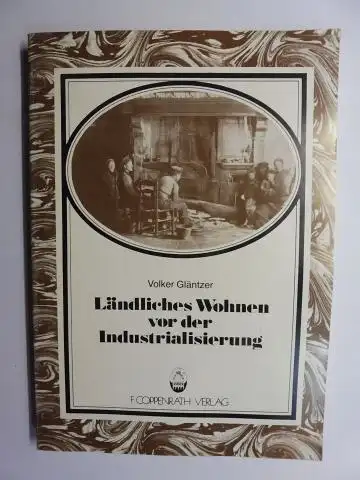 Volker Gläntzer
Ländliches Wohnen
vor der
Industrialisierung
F. COPPENRATH VERLAG